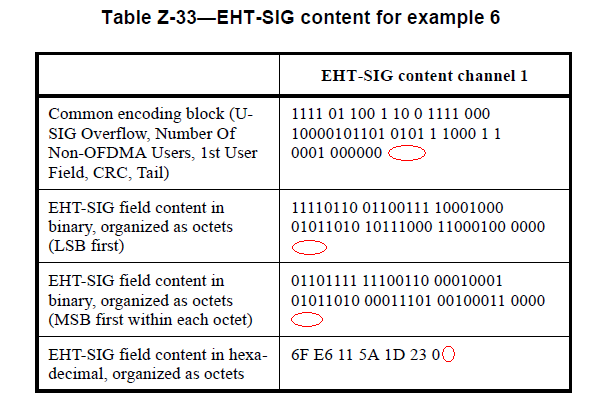 Table Z-33—EHT-SIG content for example 6
EHT-SIG content channel 1
Common encoding block (U-
SIG Overflow, Number Of
Non-OFDMA Users, 1st User
Field, CRC, Tail)
1111 01 100 1 10 0 1111 000
10000101101 0101 1 1000 1 1
0001 000000
EHT-SIG field content in
binary, organized as octets
(LSB first)
11110110 01100111 10001000
01011010 10111000 11000100 0000
EHT-SIG field content in
binary, organized as octets
(MSB first within each octet)
01101111 11100110 00010001
01011010 00011101 00100011 0000
EHT-SIG field content in hexa-
decimal, organized as octets
6F E6 11 5A 1D 23 0